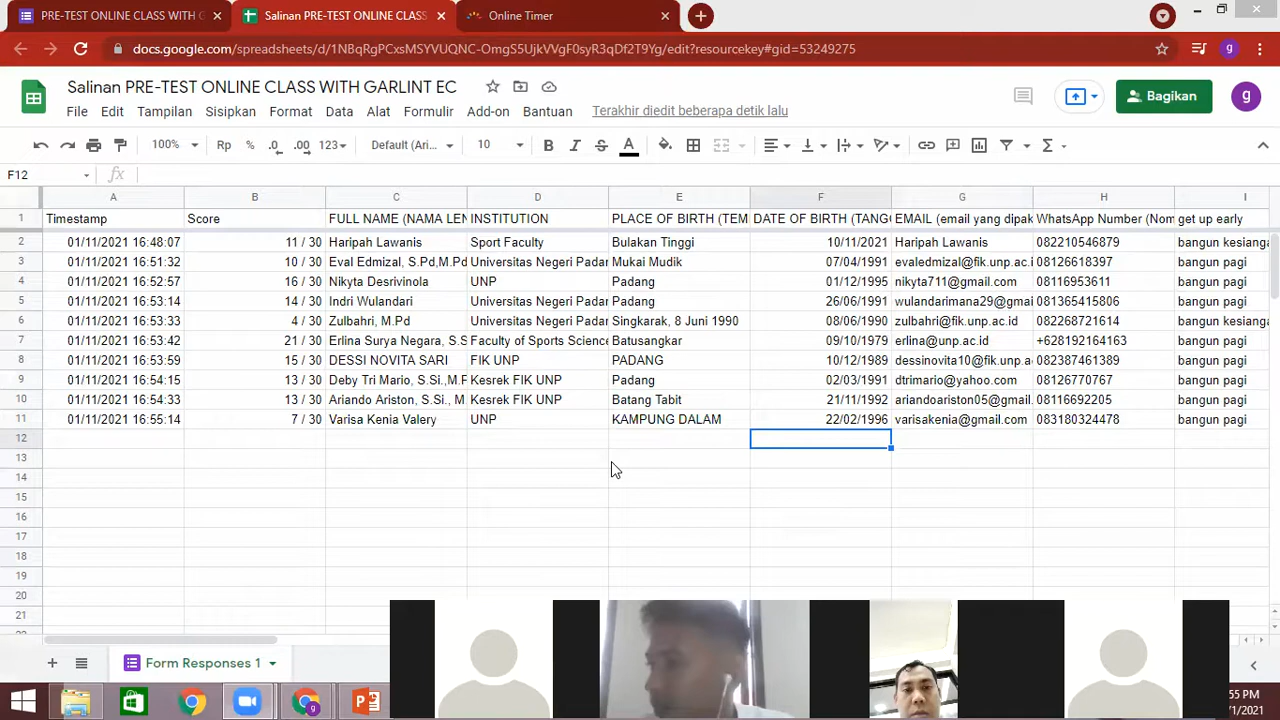 PRE-TEST ONLINE CLASS WITH G
Salinan PRE-TEST ONLINE CLASS
Online Timer
docs.google.com/spreadsheets/d/1NBqRgPCxsMSYVUQNC-OmgS5UjkVVgF0syR3qDf2T9Yg/edit?resourcekey#gid=53249275
g
Salinan PRE-TEST ONLINE CLASS WITH GARLINT EC
File Edit Tampilan Sisipkan Format Data Alat Formulir Add-on Bantuan Terakhir diedit beberapa detik lalu
Bagikan
g
100% Rp % .0 .00 123 Default (Ari... 10 B I S A Σ
F12 fx
A B C D E F G H I
1 Timestamp Score FULL NAME (NAMA LEN INSTITUTION PLACE OF BIRTH (TEM DATE OF BIRTH (TANGG EMAIL (email yang dipak WhatsApp Number (Nom get up early
2 01/11/2021 16:48:07 11 / 30 Haripah Lawanis Sport Faculty Bulakan Tinggi 10/11/2021 Haripah Lawanis 082210546879 bangun kesianga
3 01/11/2021 16:51:32 10 / 30 Eval Edmizal, S.Pd,M.Pd Universitas Negeri Padar Mukai Mudik 07/04/1991 evaledmizal@fik.unp.ac.i 08126618397 bangun pagi
4 01/11/2021 16:52:57 16 / 30 Nikyta Desrivinola UNP Padang 01/12/1995 nikyta711@gmail.com 08116953611 bangun pagi
5 01/11/2021 16:53:14 14 / 30 Indri Wulandari Universitas Negeri Padar Padang 26/06/1991 wulandarimana29@gmai 081365415806 bangun pagi
6 01/11/2021 16:53:33 4 / 30 Zulbahri, M.Pd Universitas Negeri Padar Singkarak, 8 Juni 1990 08/06/1990 zulbahri@fik.unp.ac.id 082268721614 bangun kesianga
7 01/11/2021 16:53:42 21 / 30 Erlina Surya Negara, S.S Faculty of Sports Science Batusangkar 09/10/1979 erlina@unp.ac.id +628192164163 bangun pagi
8 01/11/2021 16:53:59 15 / 30 DESSI NOVITA SARI FIK UNP PADANG 10/12/1989 dessinovita10@fik.unp.a 082387461389 bangun pagi
9 01/11/2021 16:54:15 13 / 30 Deby Tri Mario, S.Si.,M.P Kesrek FIK UNP Padang 02/03/1991 dtrimario@yahoo.com 08126770767 bangun pagi
10 01/11/2021 16:54:33 13 / 30 Ariando Ariston, S.Si., M Kesrek FIK UNP Batang Tabit 21/11/1992 ariandoariston05@gmail. 08116692205 bangun pagi
11 01/11/2021 16:55:14 7 / 30 Varisa Kenia Valery UNP KAMPUNG DALAM 22/02/1996 varisakenia@gmail.com 083180324478 bangun pagi
12
13
14
15
16
17
18
19
20
21
Form Responses 1
:55 PM
/1/2021